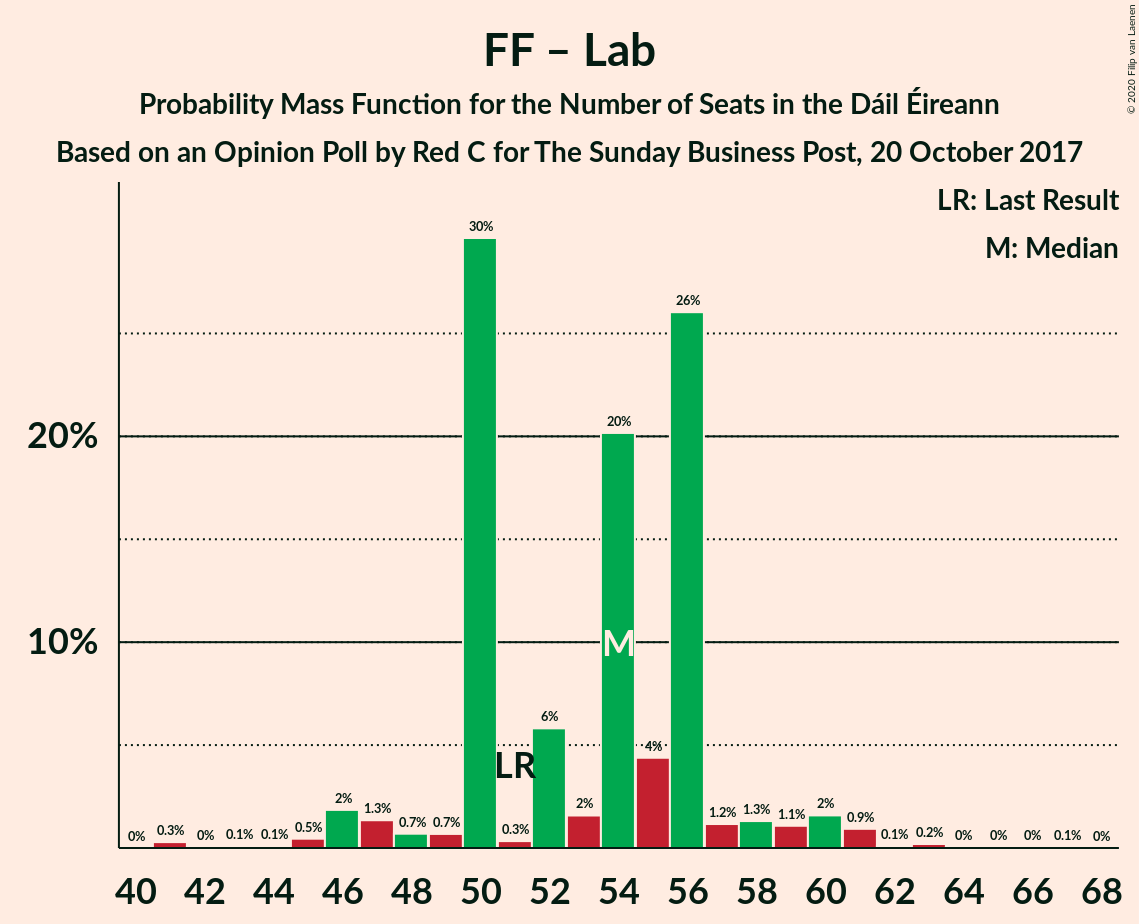 FF – Lab
Probability Mass Function for the Number of Seats in the Dáil Éireann
Based on an Opinion Poll by Red C for The Sunday Business Post, 20 October 2017
© 2020 Filip van Laenen
LR: Last Result
M: Median
20%
10%
0% 0.3% 0% 0.1% 0.1% 0.5% 2% 1.3% 0.7% 0.7% 30% 0.3% 6% 2% 20% 4% 26% 1.2% 1.3% 1.1% 2% 0.9% 0.1% 0.2% 0% 0% 0% 0.1% 0%
LR
M
40 42 44 46 48 50 52 54 56 58 60 62 64 66 68